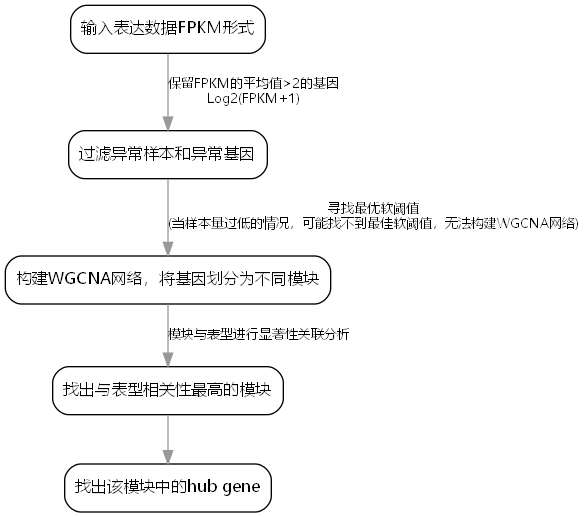 输入表达数据FPKM形式
保留FPKM的平均值>2的基因
Log2(FPKM+1)
过滤异常样本和异常基因
寻找最优软阈值
(当样本量过低的情况，可能找不到最佳软阈值，无法构建WGCNA网络)
构建WGCNA网络，将基因划分为不同模块
模块与表型进行显著性关联分析
找出与表型相关性最高的模块
找出该模块中的hub gene